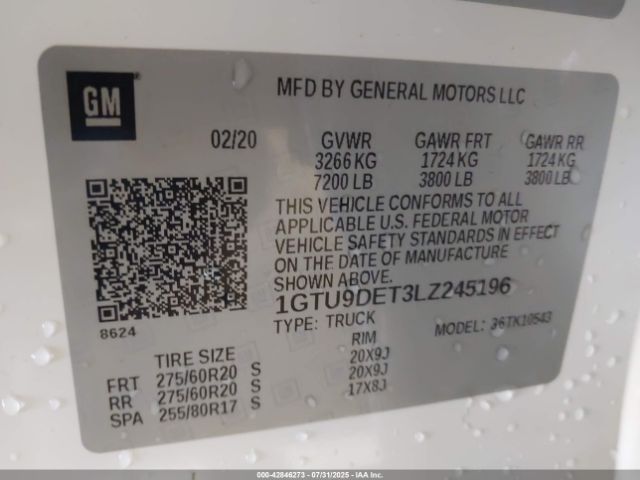 GM
MFD BY GENERAL MOTORS LLC
02/20 GVWR GAWR FRT GAWR RR
3266 KG 1724 KG 1724 KG
7200 LB 3800 LB 3800 LB
THIS VEHICLE CONFORMS TO ALL
APPLICABLE U.S. FEDERAL MOTOR
VEHICLE SAFETY STANDARDS IN EFFECT
ON THE DATE OF MANUFACTURE
SHOWN ABOVE.
1GTU9DET3LZ245196
8624 TYPE: TRUCK MODEL: 36TK10543
TIRE SIZE RIM
FRT 275/60R20 S 20X9J
RR 275/60R20 S 20X9J
SPA 255/80R17 S 17X8J
000-42846273 - 07/31/2025 - IAAI.COM